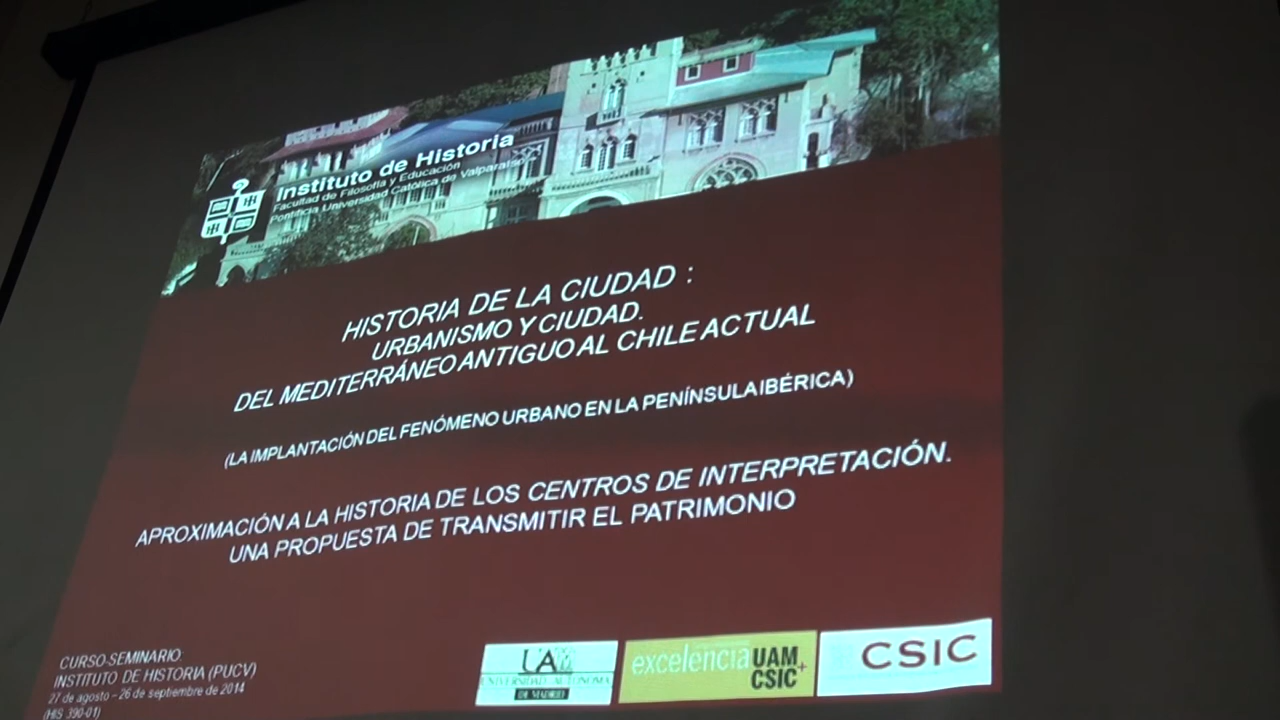 Instituto de Historia
Facultad de Filosofía y Educación
Pontificia Universidad Católica de Valparaíso
HISTORIA DE LA CIUDAD :
URBANISMO Y CIUDAD.
DEL MEDITERRÁNEO ANTIGUO AL CHILE ACTUAL
(LA IMPLANTACIÓN DEL FENÓMENO URBANO EN LA PENÍNSULA IBÉRICA)
APROXIMACIÓN A LA HISTORIA DE LOS CENTROS DE INTERPRETACIÓN.
UNA PROPUESTA DE TRANSMITIR EL PATRIMONIO
CURSO-SEMINARIO:
INSTITUTO DE HISTORIA (PUCV)
27 de agosto - 26 de septiembre de 2014
(HIS 390-01)
UAM
UNIVERSIDAD AUTONOMA
DE MADRID
excelencia UAM+
CSIC
CSIC